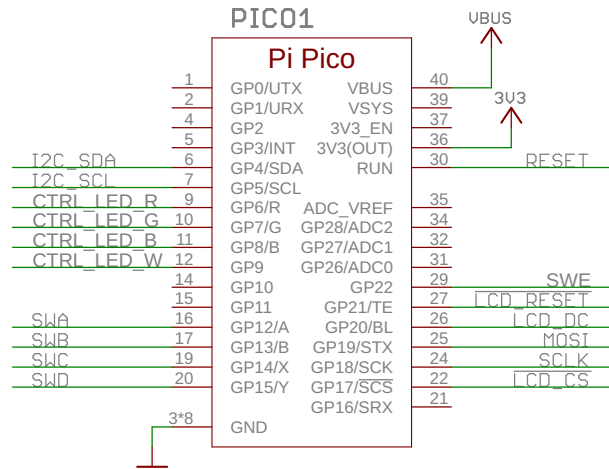 PICO1
VBUS
Pi Pico
1 GP0/UTX VBUS 40
2 GP1/URX VSYS 39
3V3
4 GP2 3V3_EN 37
5 GP3/INT 3V3(OUT) 36
I2C_SDA 6 GP4/SDA RUN 30 RESET
I2C_SCL 7 GP5/SCL
CTRL_LED_R 9 GP6/R ADC_VREF 35
CTRL_LED_G 10 GP7/G GP28/ADC2 34
CTRL_LED_B 11 GP8/B GP27/ADC1 32
CTRL_LED_W 12 GP9 GP26/ADC0 31
14 GP10 GP22 29 SWE
15 GP11 GP21/TE 27 LCD_RESET
SWA 16 GP12/A GP20/BL 26 LCD_DC
SWB 17 GP13/B GP19/STX 25 MOSI
SWC 19 GP14/X GP18/SCK 24 SCLK
SWD 20 GP15/Y GP17/SCS 22 LCD_CS
GP16/SRX 21
3*8 GND